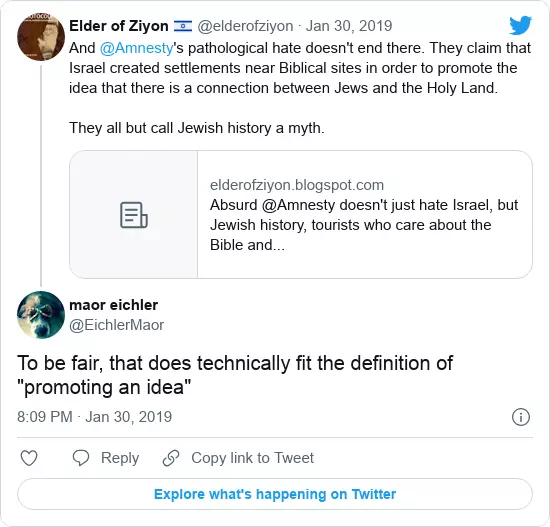 Elder of Ziyon 🇮🇱 @elderofziyon · Jan 30, 2019
And @Amnesty's pathological hate doesn't end there. They claim that
Israel created settlements near Biblical sites in order to promote the
idea that there is a connection between Jews and the Holy Land.
They all but call Jewish history a myth.
elderofziyon.blogspot.com
Absurd @Amnesty doesn't just hate Israel, but
Jewish history, tourists who care about the
Bible and...
maor eichler
@EichlerMaor
To be fair, that does technically fit the definition of
"promoting an idea"
8:09 PM · Jan 30, 2019
Reply
Copy link to Tweet
Explore what's happening on Twitter